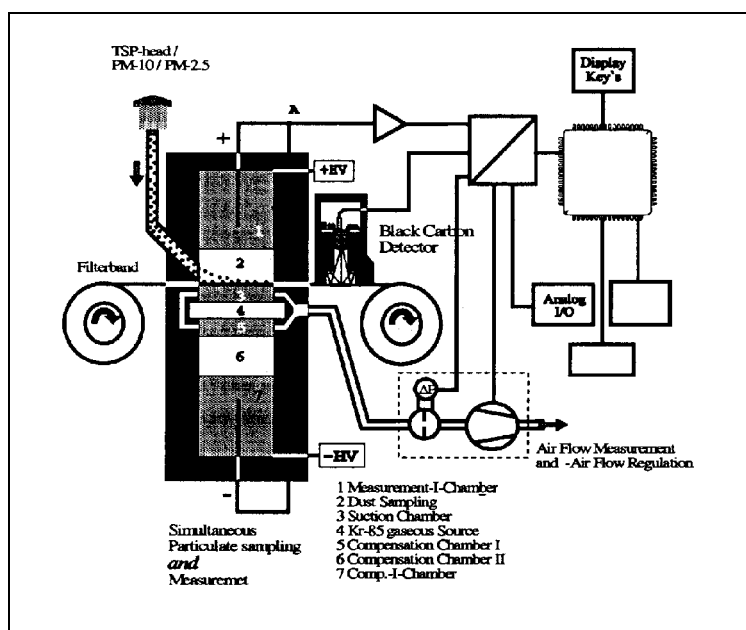 TSP-head /
PM-10 / PM-2.5
Display
Key's
A
+
+HV
1
Black Carbon
Detector
2
Filterband
3
4
5
6
Analog
I/O
ΔP
7
-HV
-
Air Flow Measurement
and -Air Flow Regulation
1 Measurement-I-Chamber
2 Dust Sampling
3 Suction Chamber
4 Kr-85 gaseous Source
5 Compensation Chamber I
6 Compensation Chamber II
7 Comp.-I-Chamber
Simultaneous
Particulate sampling
and
Measuremet